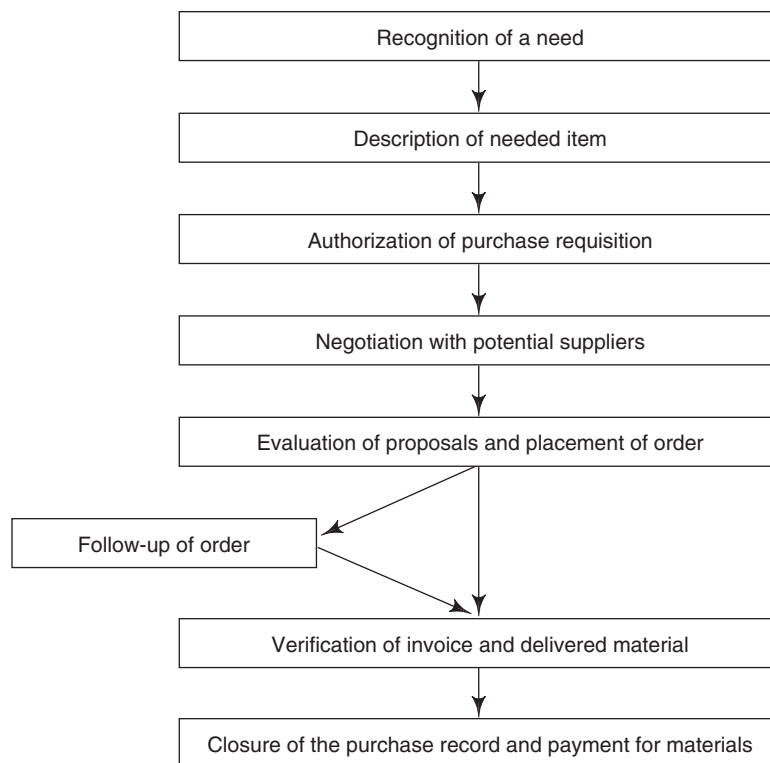 Recognition of a need
Description of needed item
Authorization of purchase requisition
Negotiation with potential suppliers
Evaluation of proposals and placement of order
Follow-up of order
Verification of invoice and delivered material
Closure of the purchase record and payment for materials